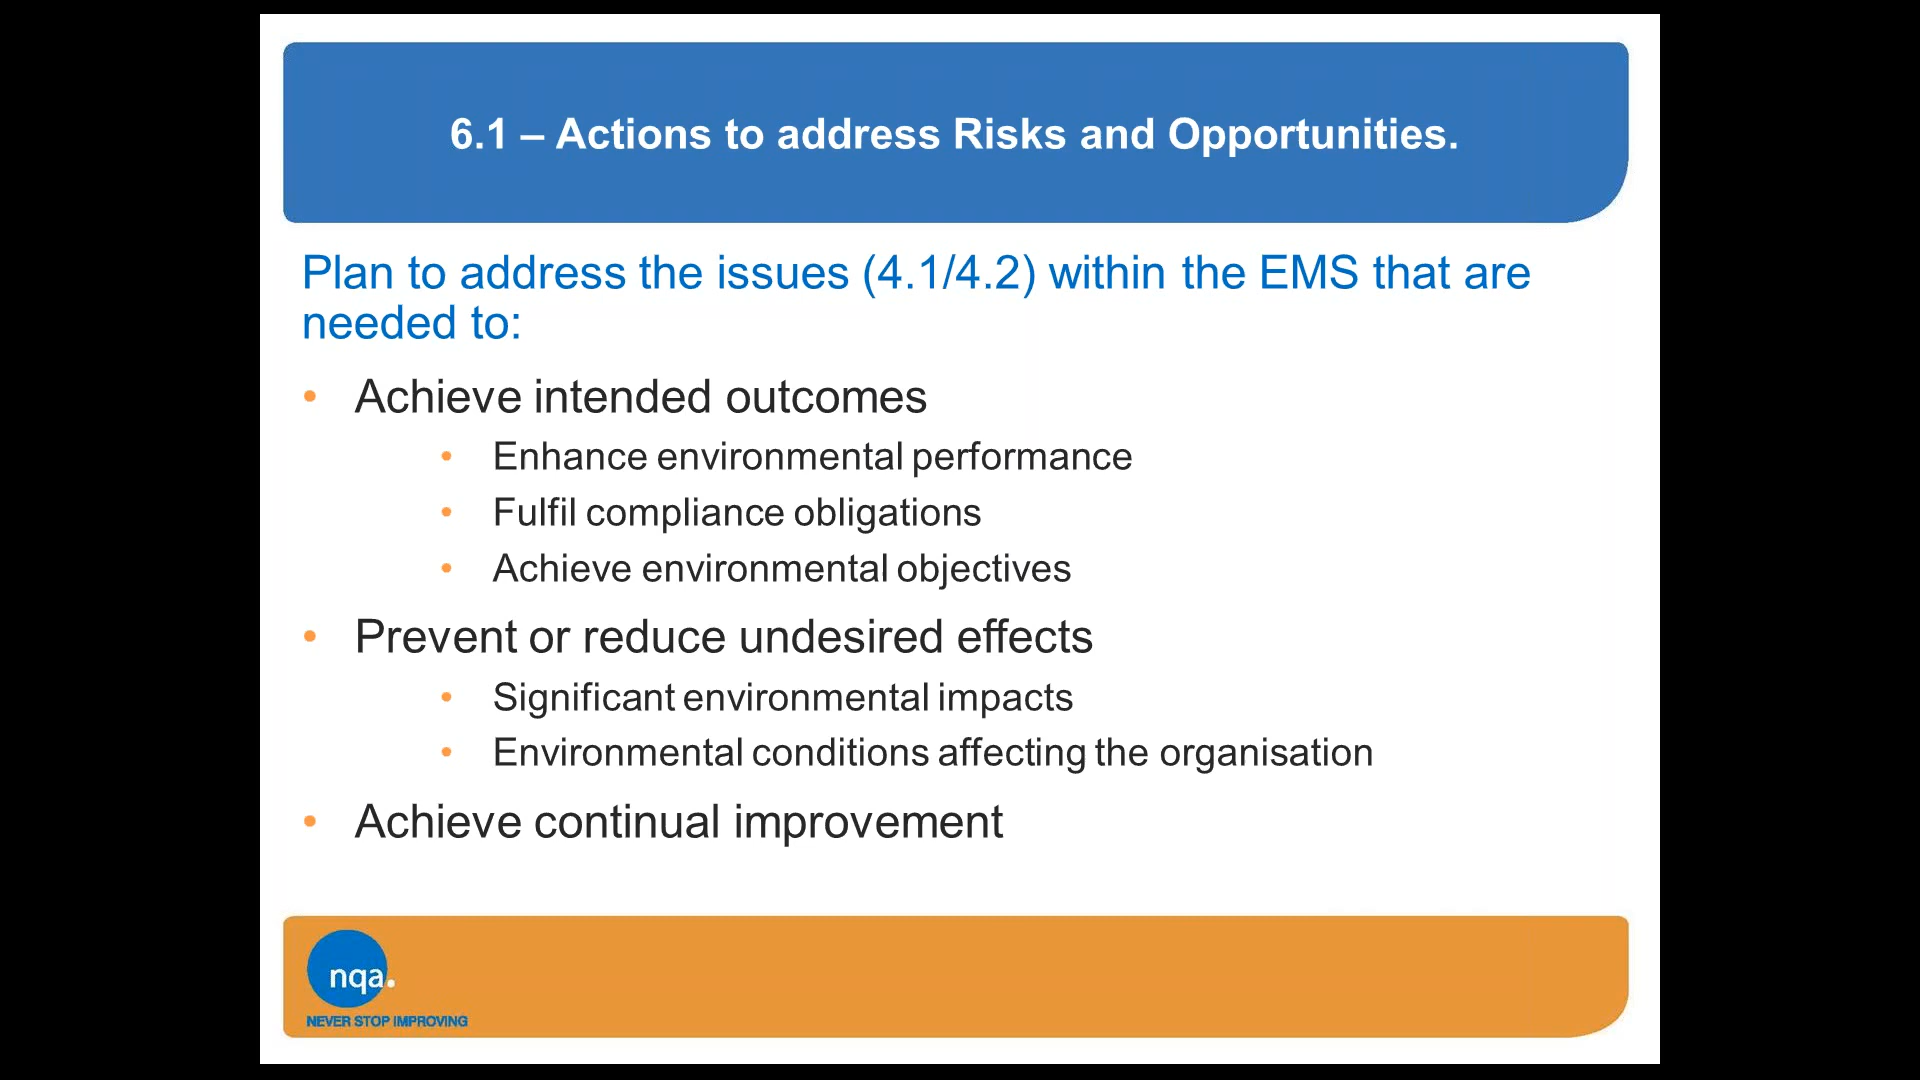 6.1 – Actions to address Risks and Opportunities.
Plan to address the issues (4.1/4.2) within the EMS that are
needed to:
• Achieve intended outcomes
• Enhance environmental performance
• Fulfil compliance obligations
• Achieve environmental objectives
• Prevent or reduce undesired effects
• Significant environmental impacts
• Environmental conditions affecting the organisation
• Achieve continual improvement
nqa.
NEVER STOP IMPROVING